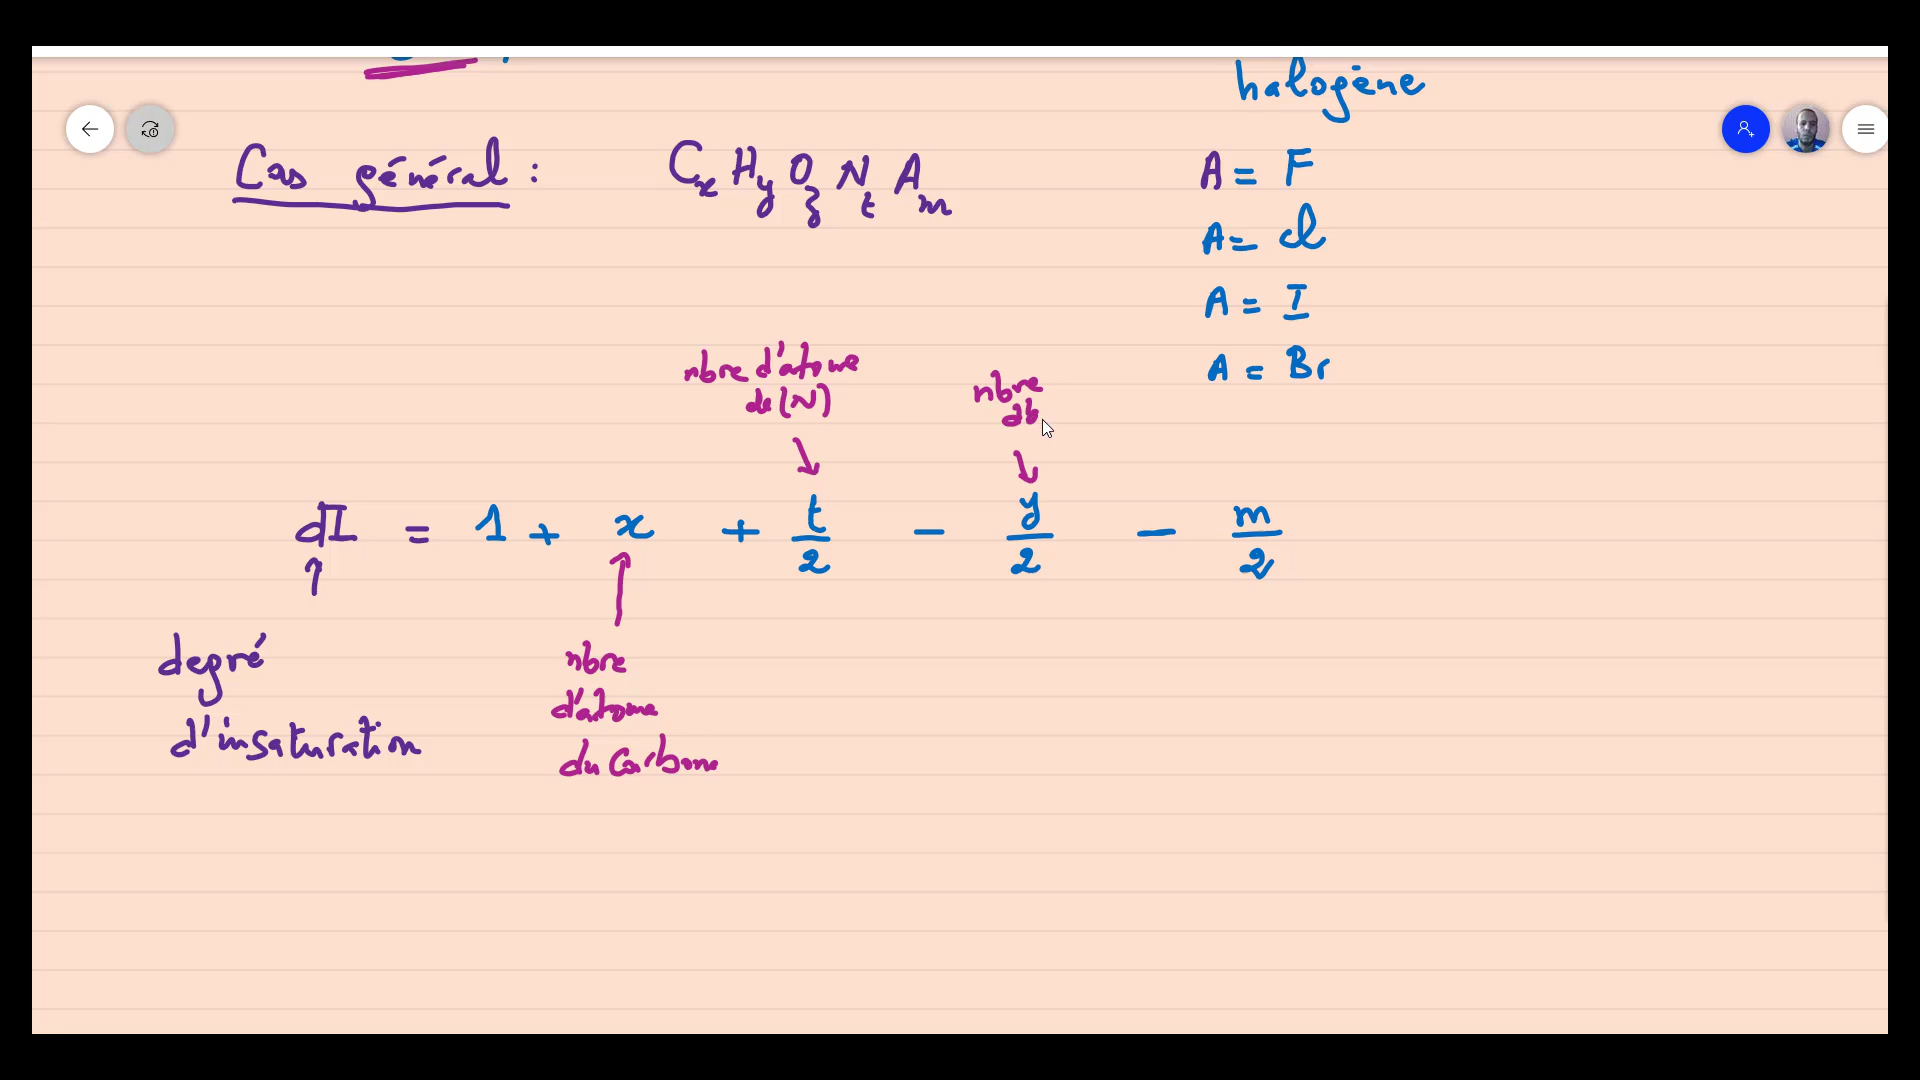 halogène
Cas général : CxHyOzNtAm
A = F
A = Cl
A = I
A = Br
nbre d'atome
de (N)
nbre
dI = 1 + x + t/2 - y/2 - m/2
degré
d'insaturation
nbre
d'atome
du Carbone